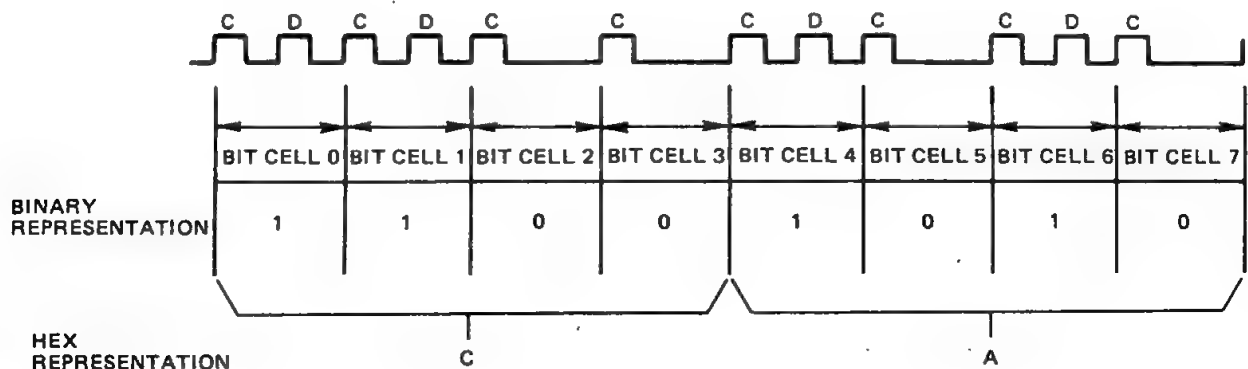 C D C D C C C D C C D C
BIT CELL 0 BIT CELL 1 BIT CELL 2 BIT CELL 3 BIT CELL 4 BIT CELL 5 BIT CELL 6 BIT CELL 7
BINARY
REPRESENTATION
1 1 0 0 1 0 1 0
HEX
REPRESENTATION
C A